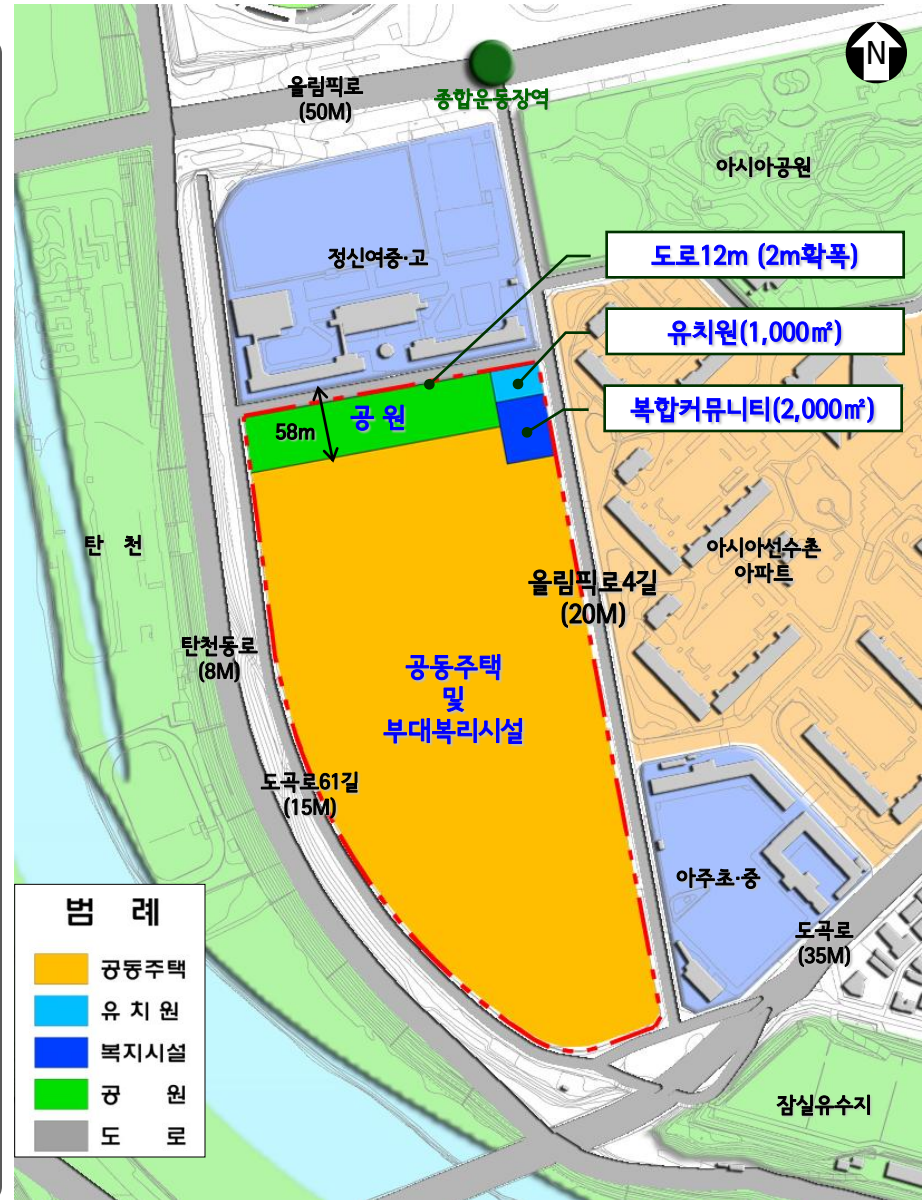 N
올림픽로
(50M)
종합운동장역
아시아공원
정신여중·고
도로12m (2m확폭)
유치원(1,000㎡)
복합커뮤니티(2,000㎡)
공 원
58m
탄 천
아시아선수촌
아파트
올림픽로4길
(20M)
탄천동로
(8M)
공동주택
및
부대복리시설
도곡로61길
(15M)
아주초·중
도곡로
(35M)
잠실유수지
범 례
공동주택
유 치 원
복지시설
공 원
도 로